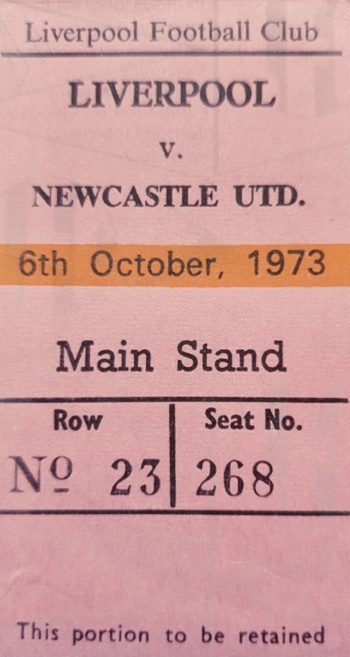 Liverpool Football Club
LIVERPOOL
v.
NEWCASTLE UTD.
6th October, 1973
Main Stand
Row Seat No.
Nº 23 268
This portion to be retained